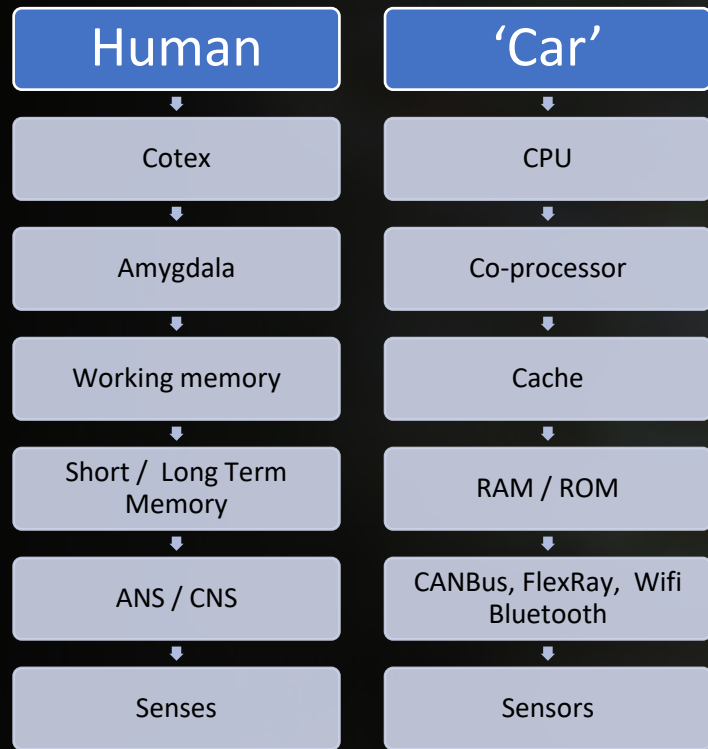 Human
Cotex
Amygdala
Working memory
Short / Long Term
Memory
ANS / CNS
Senses
‘Car’
CPU
Co-processor
Cache
RAM / ROM
CANBus, FlexRay, Wifi
Bluetooth
Sensors